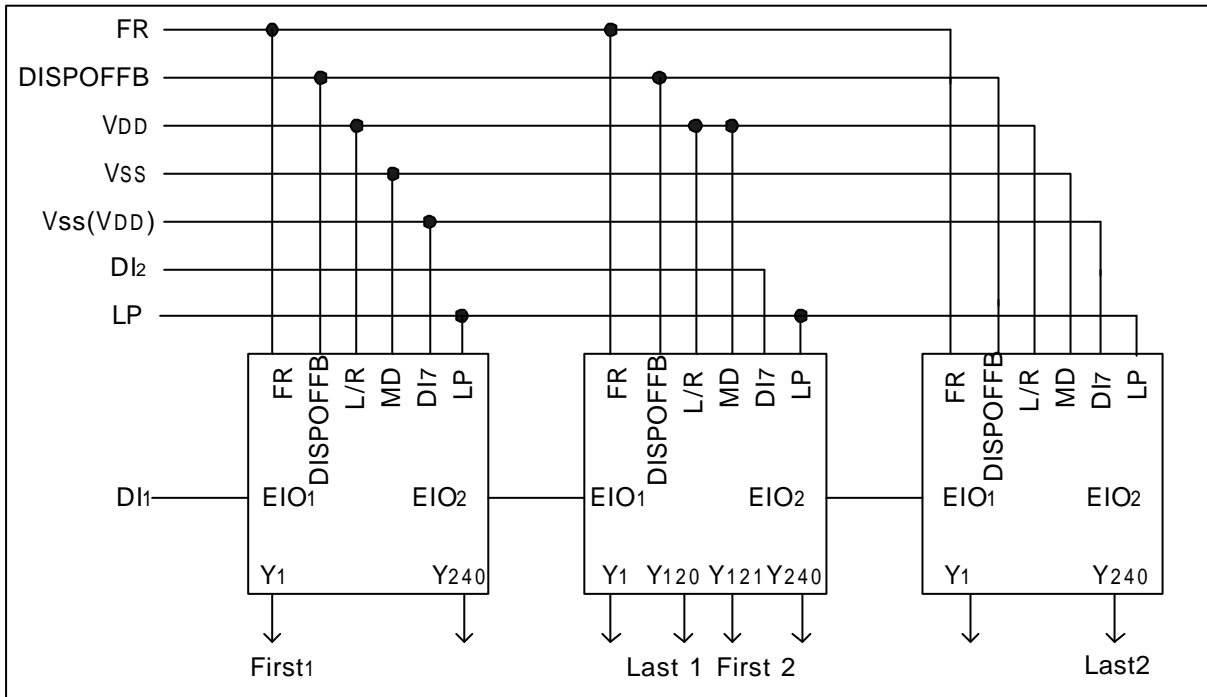 FR
DISPOFFB
VDD
VSS
Vss(VDD)
DI2
LP
FR DISPOFFB L/R MD DI7 LP
FR DISPOFFB L/R MD DI7 LP
FR DISPOFFB L/R MD DI7 LP
DI1
EIO1 EIO2
EIO1 EIO2
EIO1 EIO2
Y1 Y240
Y1 Y120 Y121 Y240
Y1 Y240
First1 Last 1 First 2 Last2